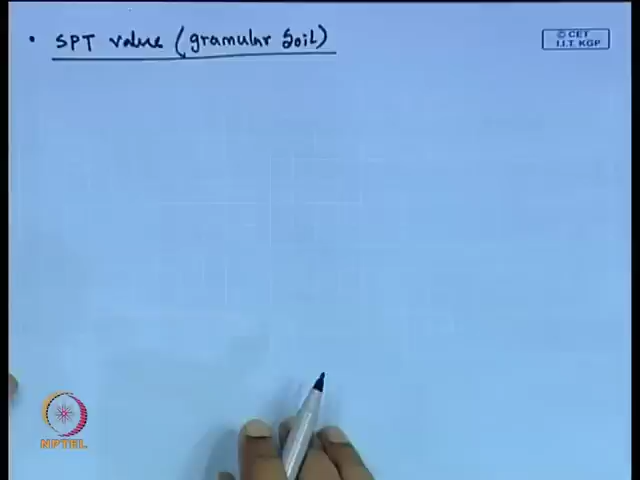 • SPT value (granular Soil)
© CET
I.I.T. KGP
NPTEL